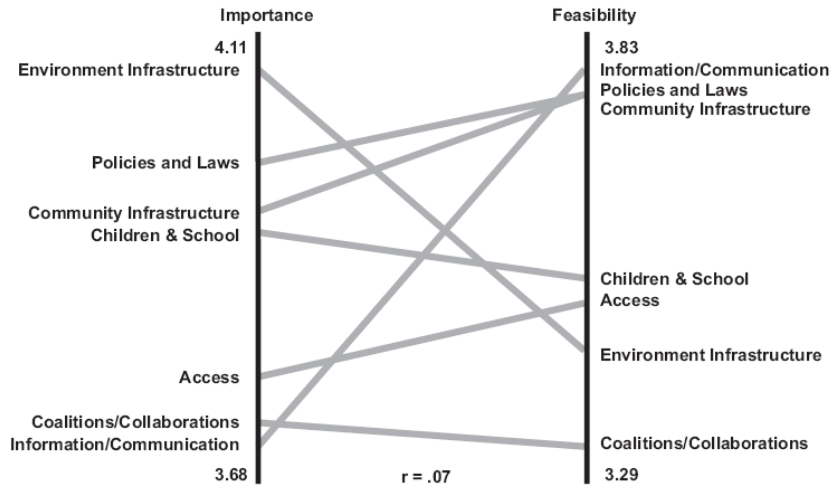 Importance
Feasibility
4.11
3.83
Environment Infrastructure
Information/Communication
Policies and Laws
Community Infrastructure
Policies and Laws
Community Infrastructure
Children & School
Children & School
Access
Environment Infrastructure
Access
Coalitions/Collaborations
Information/Communication
Coalitions/Collaborations
3.68
r = .07
3.29